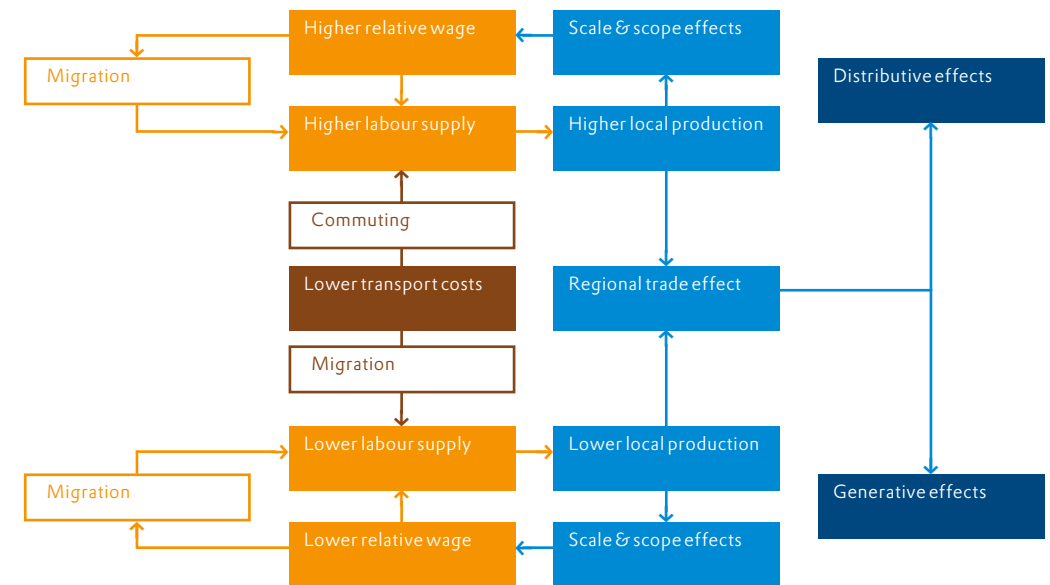 Higher relative wage
Scale & scope effects
Migration
Distributive effects
Higher labour supply
Higher local production
Commuting
Lower transport costs
Regional trade effect
Migration
Lower labour supply
Lower local production
Migration
Generative effects
Lower relative wage
Scale & scope effects